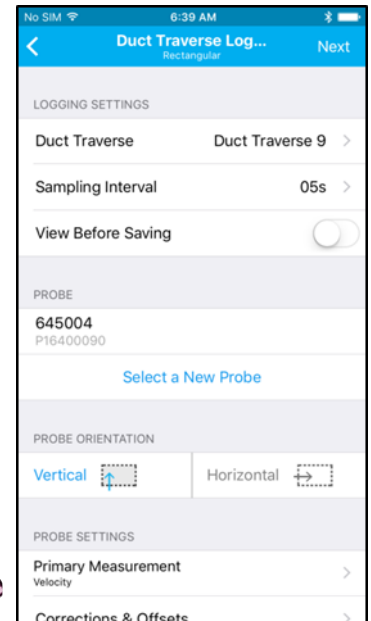 No SIM 6:39 AM
Duct Traverse Log... Next
Rectangular
LOGGING SETTINGS
Duct Traverse Duct Traverse 9
Sampling Interval 05s
View Before Saving
PROBE
645004
P16400090
Select a New Probe
PROBE ORIENTATION
Vertical Horizontal
PROBE SETTINGS
Primary Measurement
Velocity
Corrections & Offsets